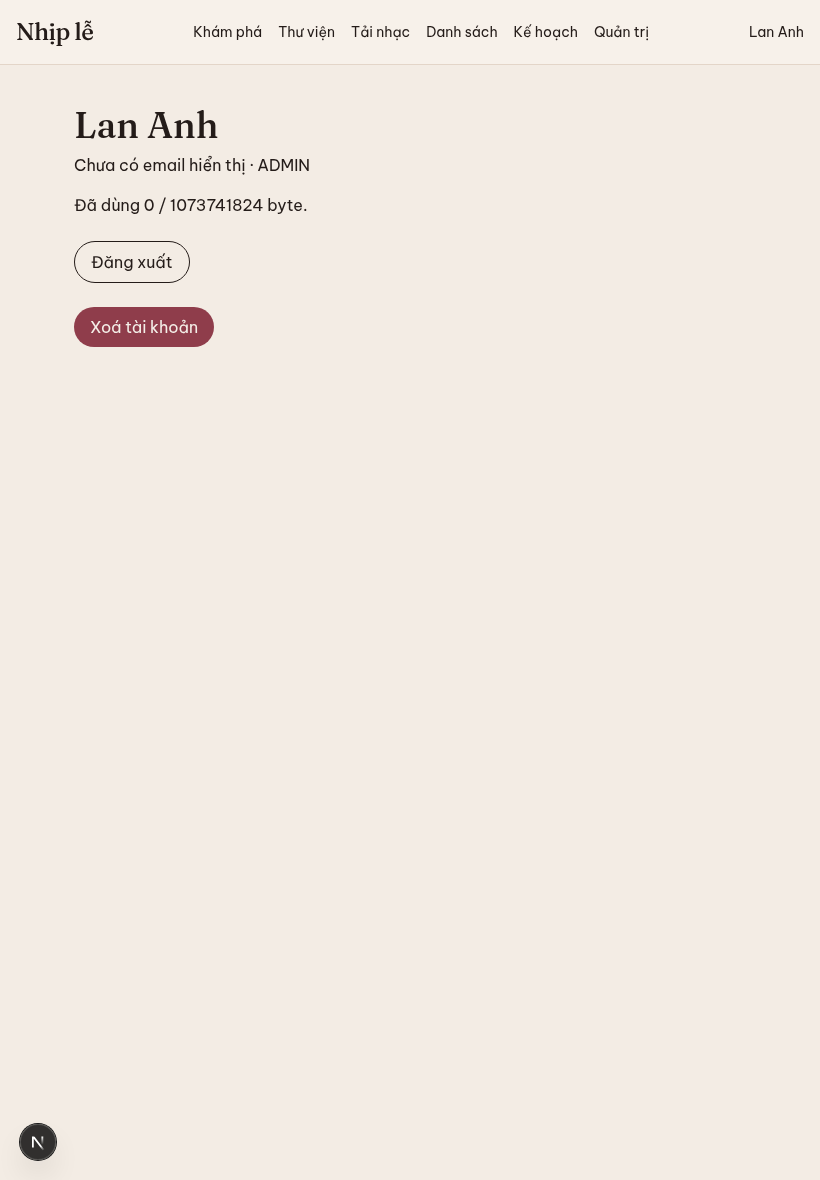 Nhịp lễ
Khám phá Thư viện Tải nhạc Danh sách Kế hoạch Quản trị
Lan Anh
Lan Anh
Chưa có email hiển thị · ADMIN
Đã dùng 0 / 1073741824 byte.
Đăng xuất
Xoá tài khoản
N